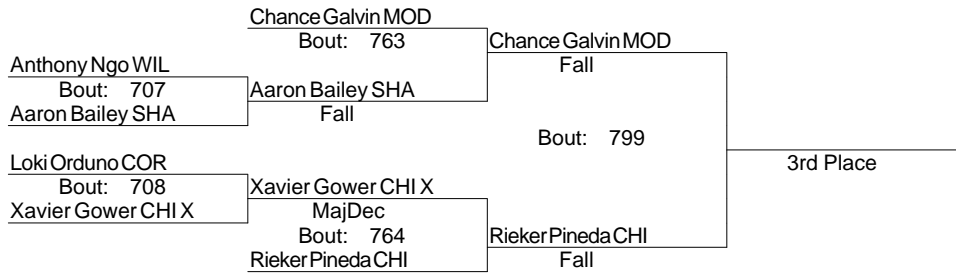 Chance Galvin MOD
Bout: 763
Chance Galvin MOD
Fall
Anthony Ngo WIL
Bout: 707
Aaron Bailey SHA
Aaron Bailey SHA
Fall
Bout: 799
3rd Place
Loki Orduno COR
Bout: 708
Xavier Gower CHI X
Xavier Gower CHI X
MajDec
Bout: 764
Rieker Pineda CHI
Fall
Rieker Pineda CHI